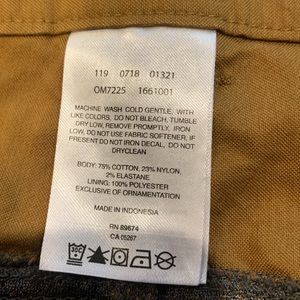 119 0718 01321
OM7225 1661001
MACHINE WASH COLD GENTLE, WITH
LIKE COLORS, DO NOT BLEACH, TUMBLE
DRY LOW, REMOVE PROMPTLY, IRON
LOW, DO NOT USE FABRIC SOFTENER, IF
PRESENT DO NOT IRON DECAL, DO NOT
DRYCLEAN
BODY: 75% COTTON, 23% NYLON,
2% ELASTANE
LINING: 100% POLYESTER
EXCLUSIVE OF ORNAMENTATION
MADE IN INDONESIA
RN 89674
CA 05267